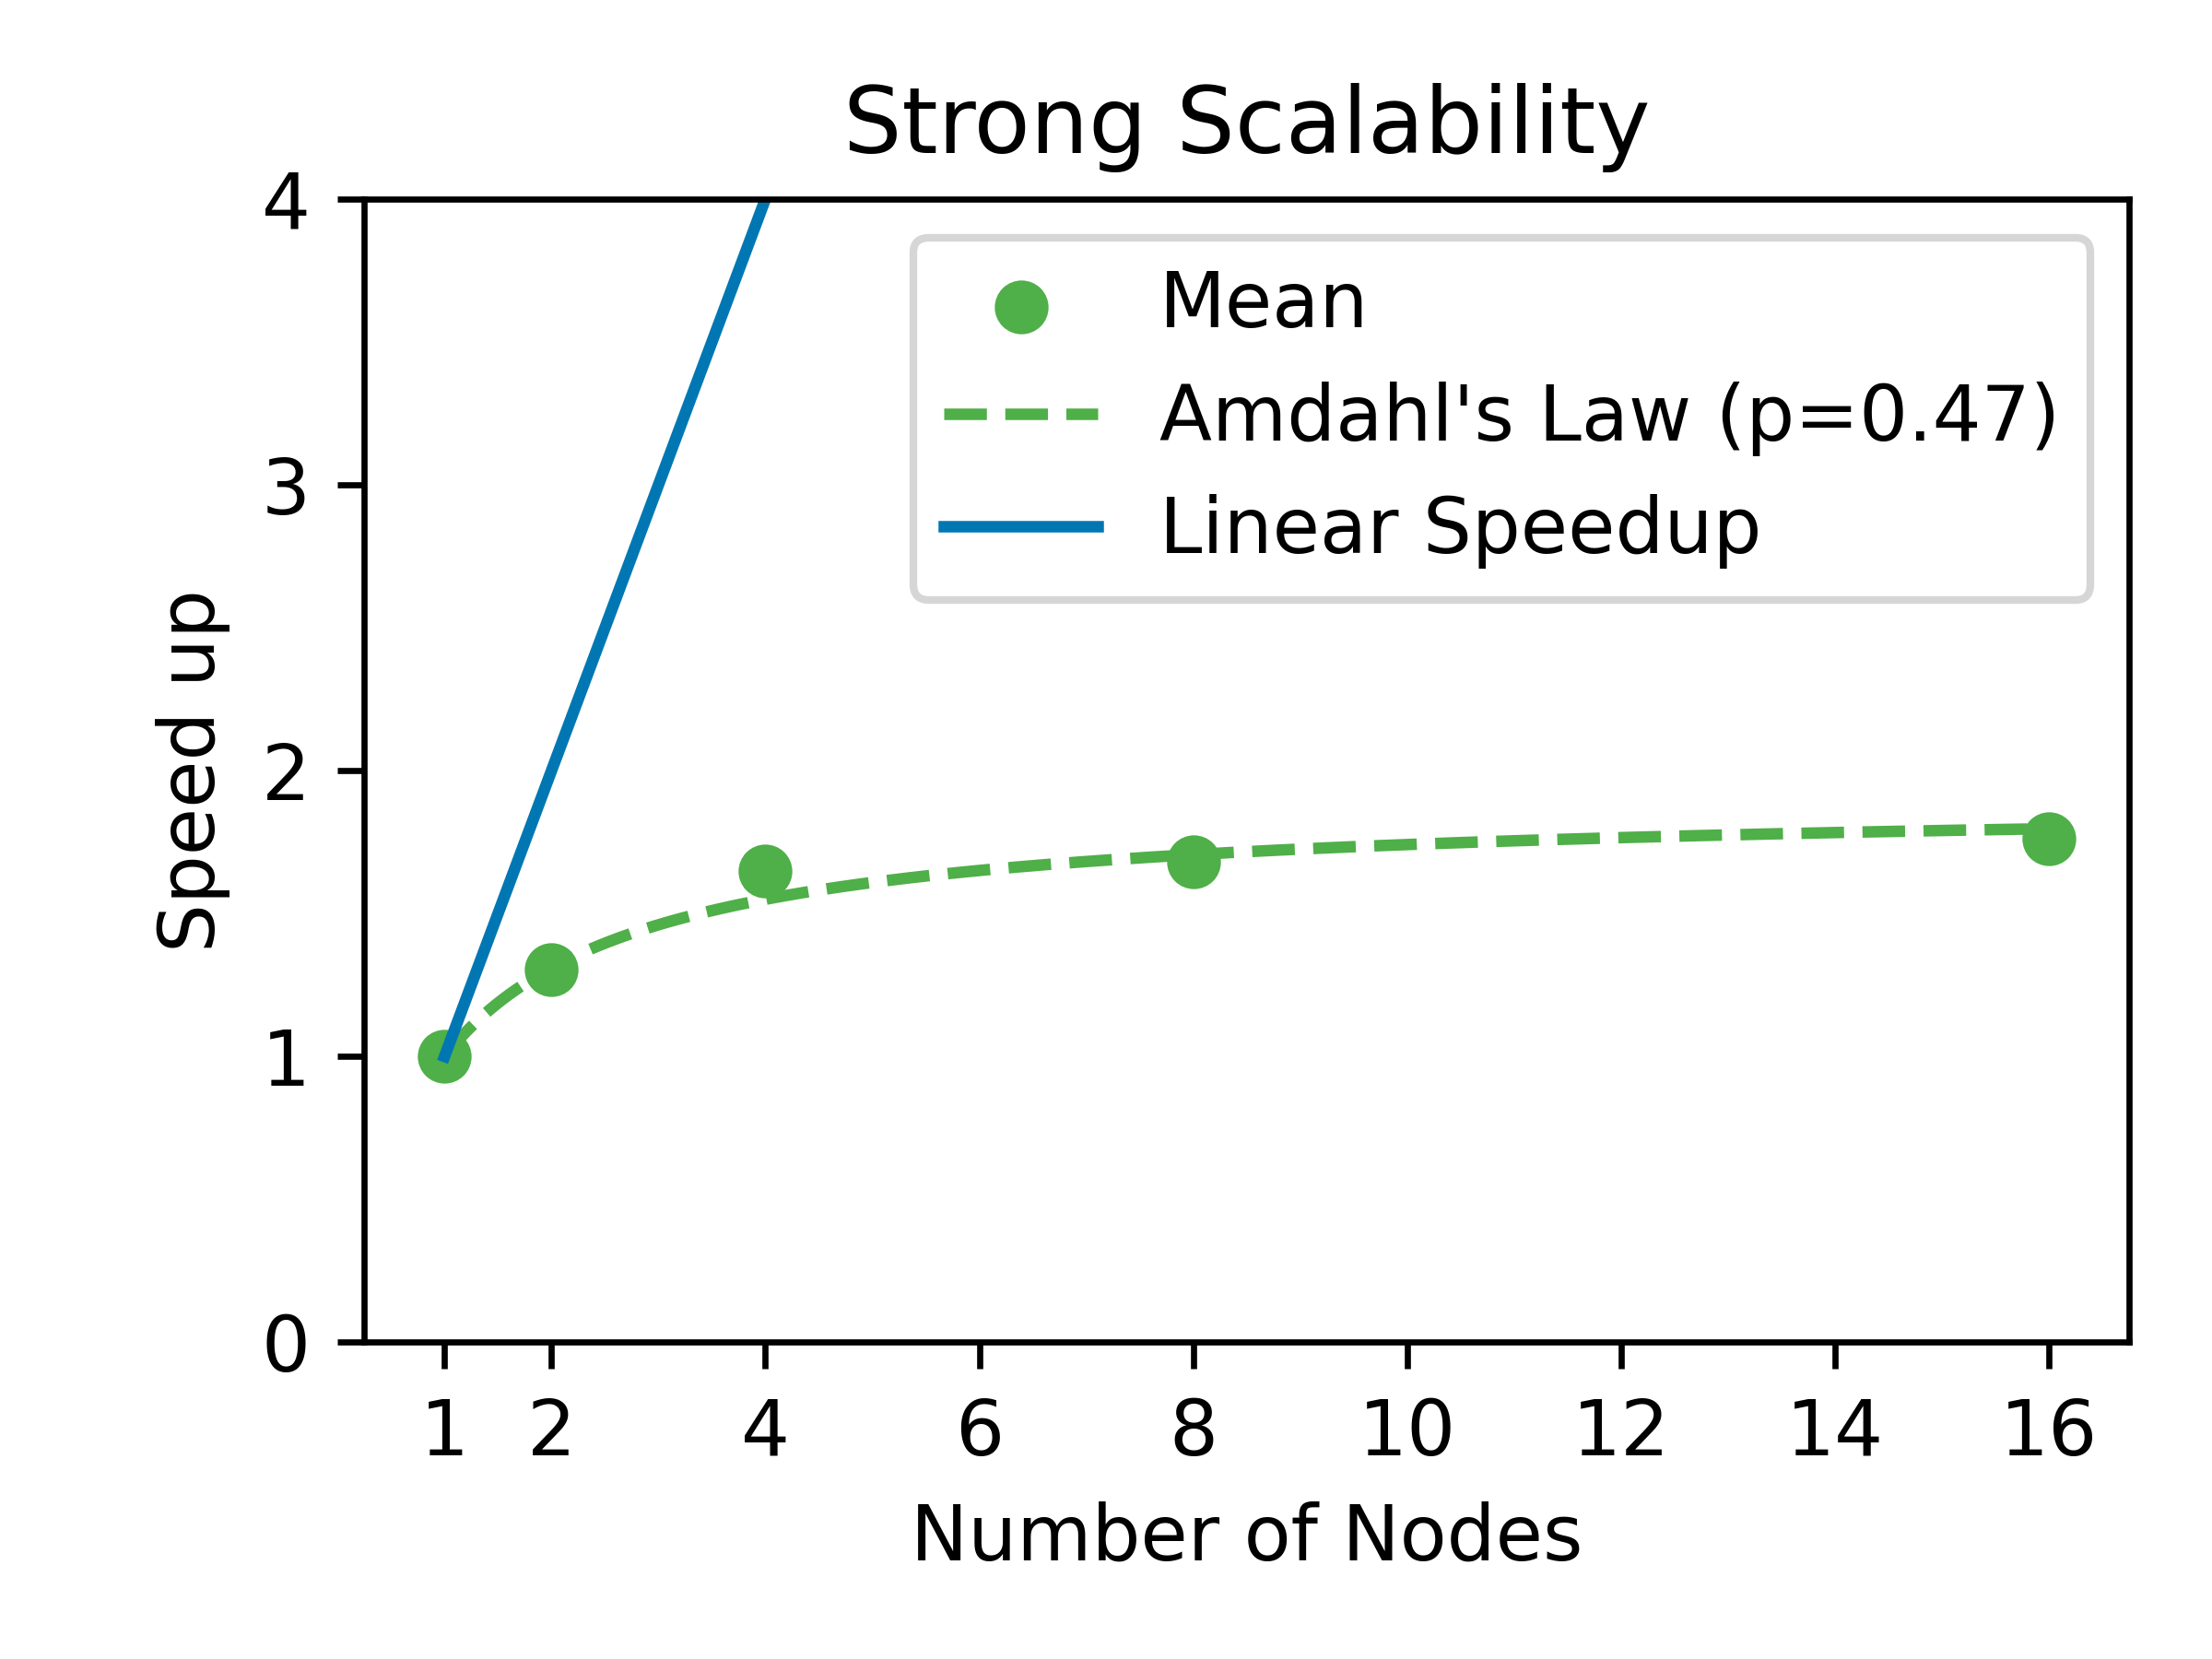 Strong Scalability
4
3
2
1
0
Speed up
Mean
Amdahl's Law (p=0.47)
Linear Speedup
1 2 4 6 8 10 12 14 16
Number of Nodes